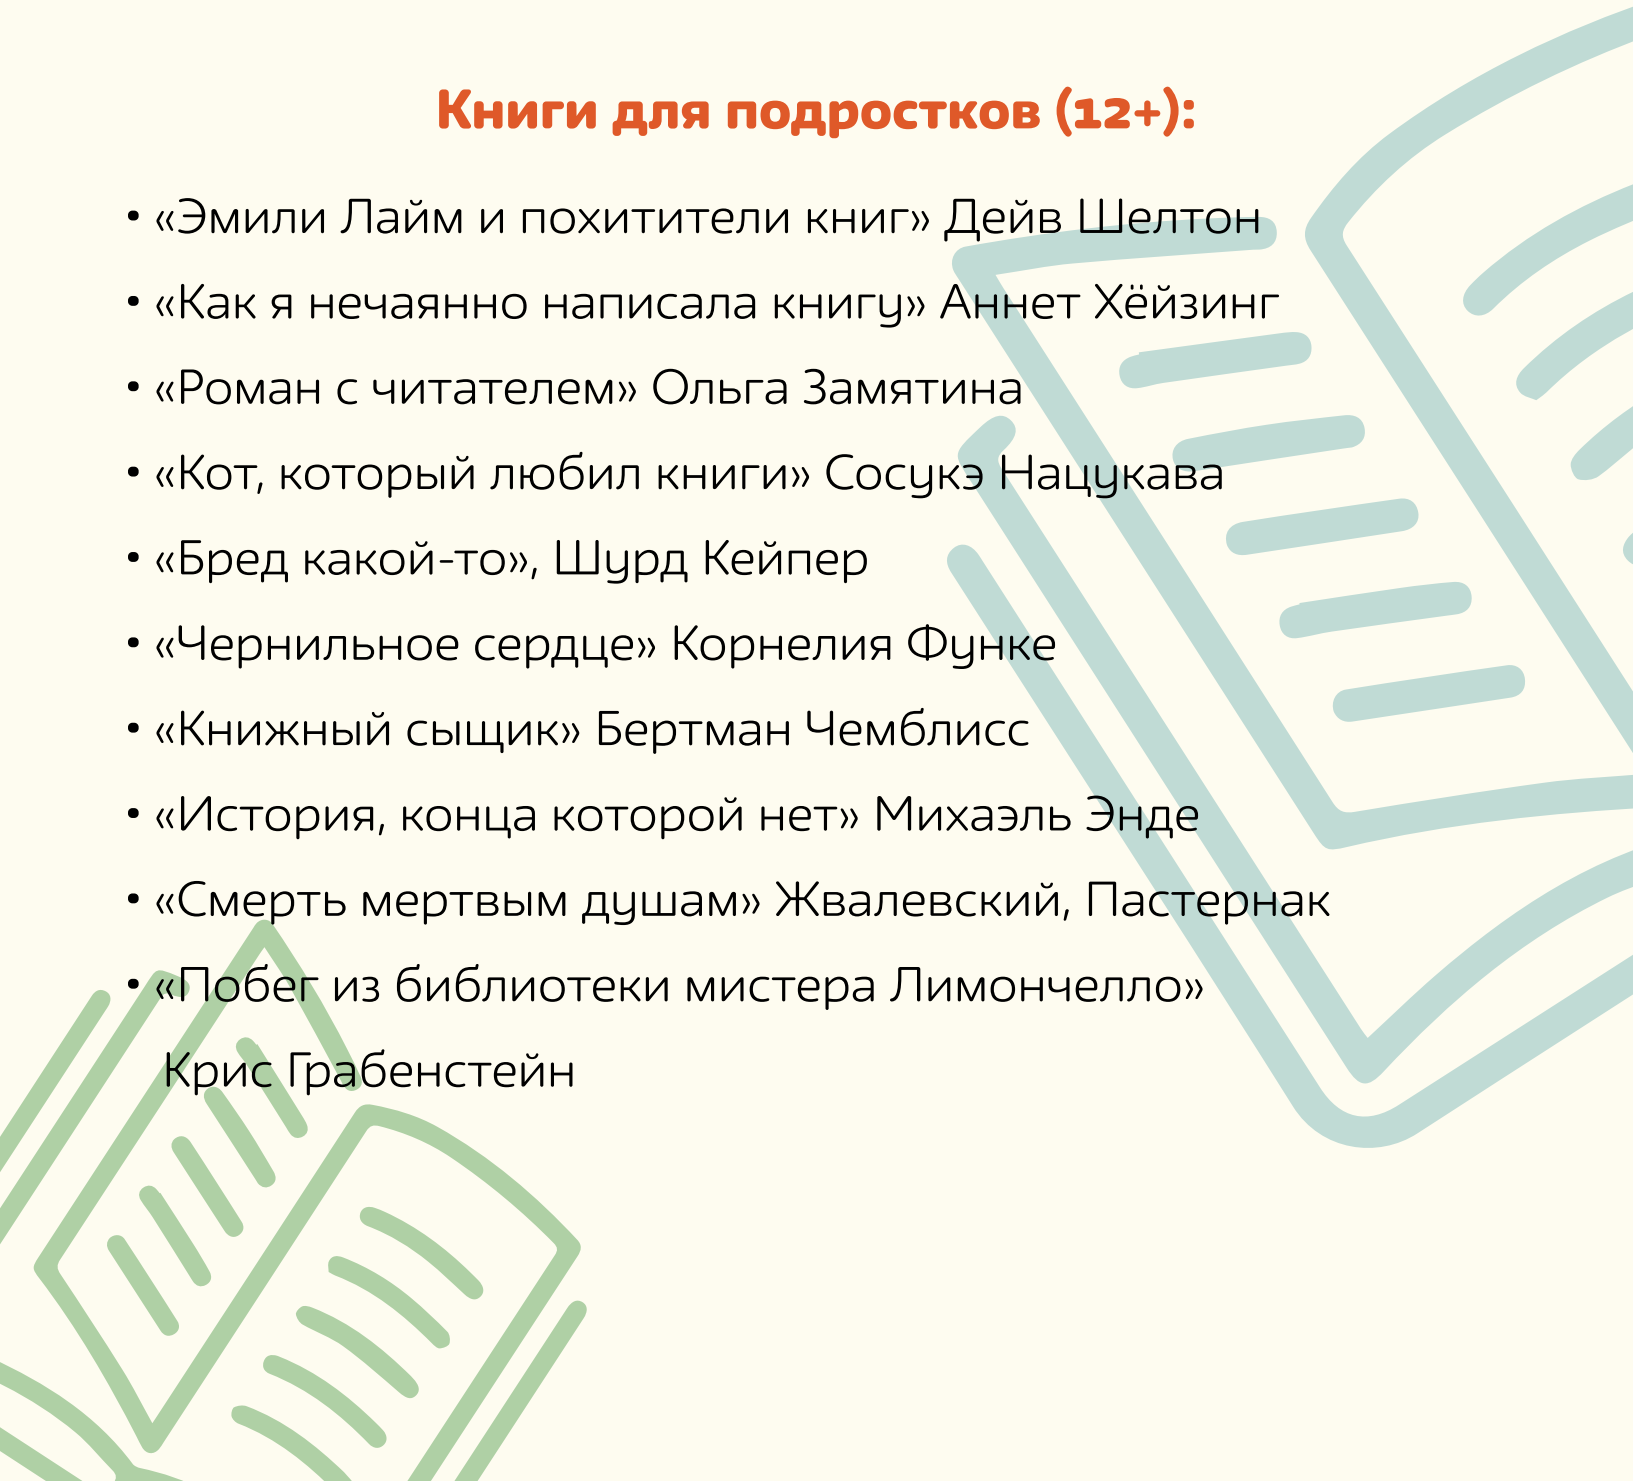 Книги для подростков (12+):
• «Эмили Лайм и похитители книг» Дейв Шелтон
• «Как я нечаянно написала книгу» Аннет Хёйзинг
• «Роман с читателем» Ольга Замятина
• «Кот, который любил книги» Сосукэ Нацукава
• «Бред какой-то», Шурд Кейпер
• «Чернильное сердце» Корнелия Функе
• «Книжный сыщик» Бертман Чемблисс
• «История, конца которой нет» Михаэль Энде
• «Смерть мертвым душам» Жвалевский, Пастернак
• «Побег из библиотеки мистера Лимончелло»
Крис Грабенстейн